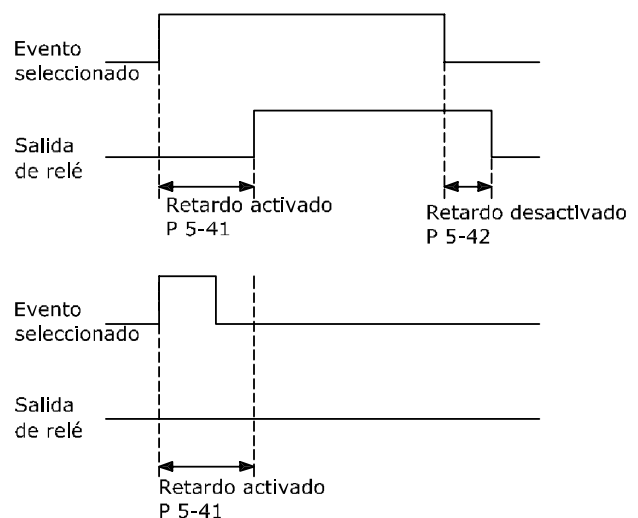 Evento
seleccionado
Salida
de relé
Retardo activado
P 5-41
Retardo desactivado
P 5-42
Evento
seleccionado
Salida
de relé
Retardo activado
P 5-41